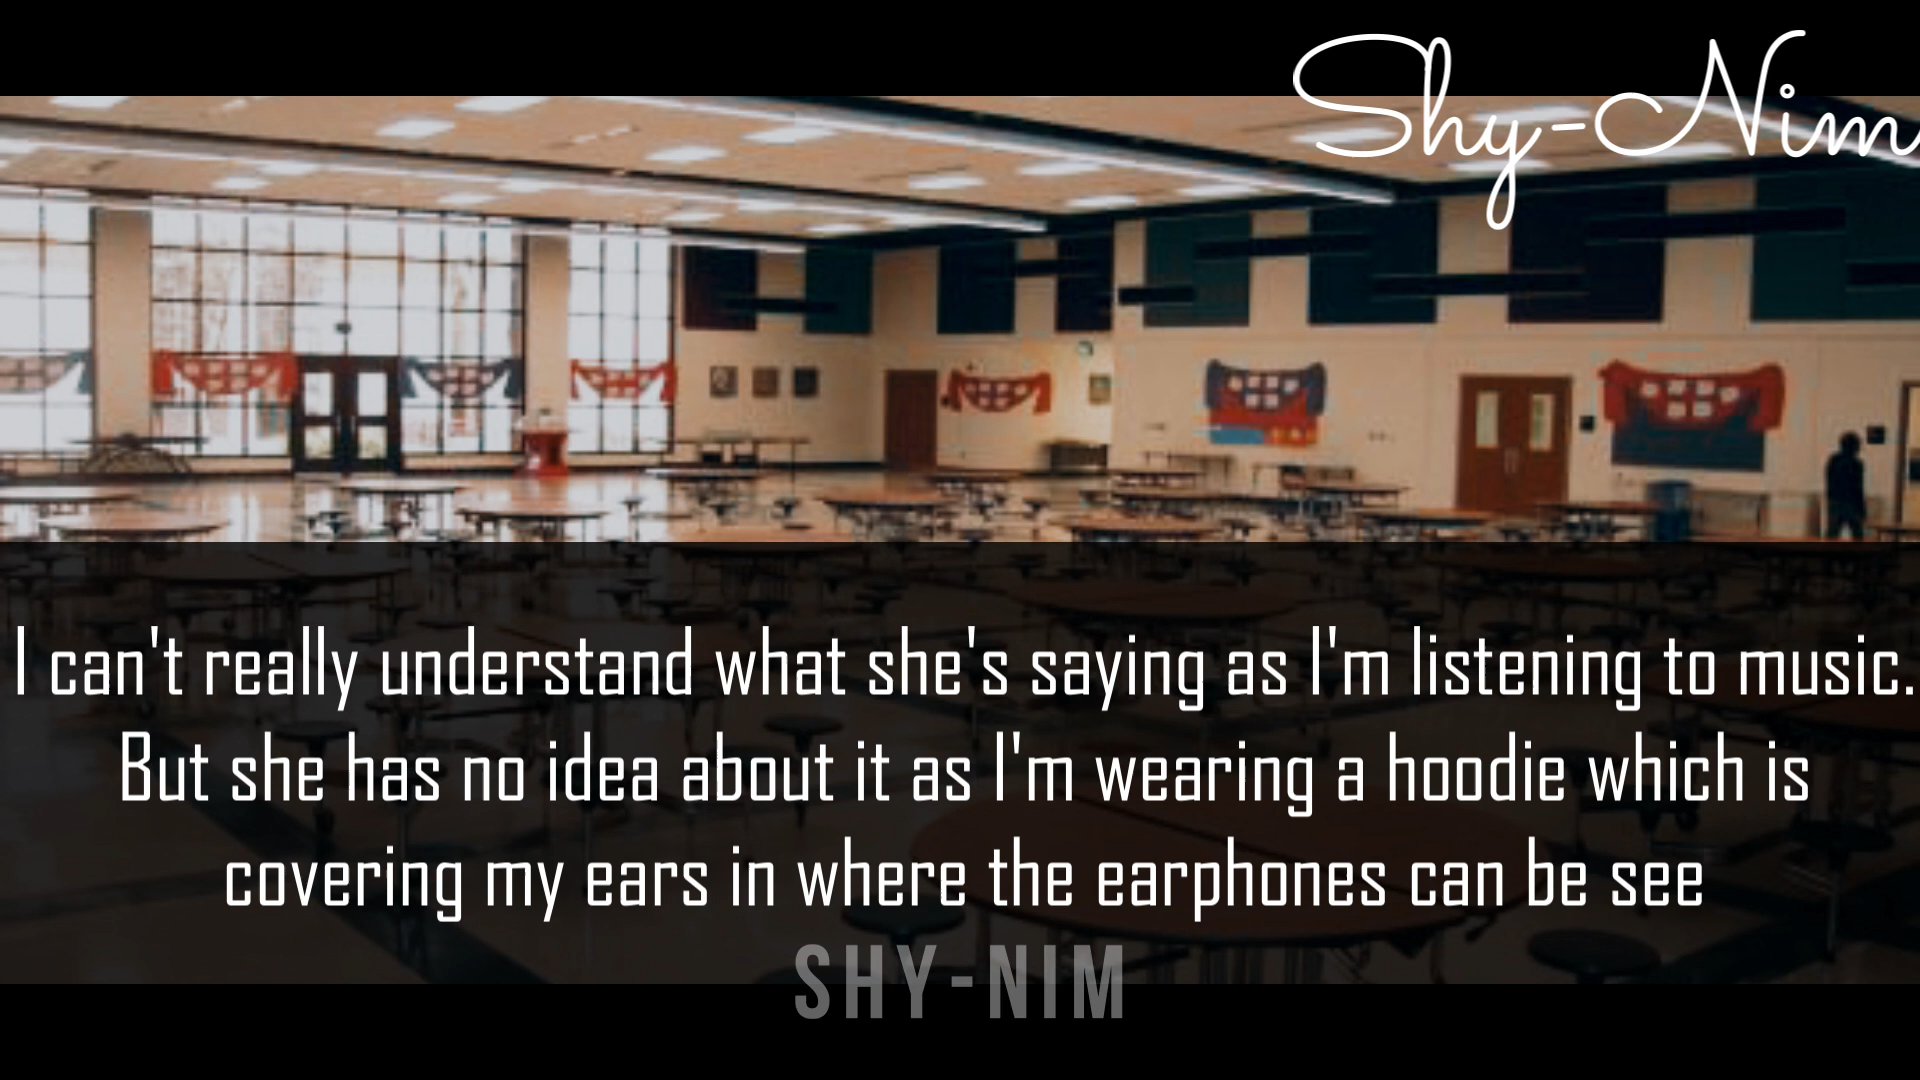 Shy-Nim
I can't really understand what she's saying as I'm listening to music.
But she has no idea about it as I'm wearing a hoodie which is
covering my ears in where the earphones can be see
SHY-NIM